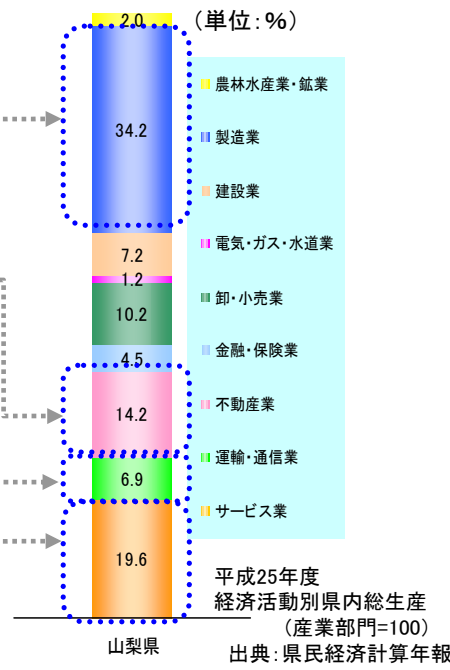 (単位:%)
2.0
34.2
7.2
1.2
10.2
4.5
14.2
6.9
19.6
山梨県
農林水産業・鉱業
製造業
建設業
電気・ガス・水道業
卸・小売業
金融・保険業
不動産業
運輸・通信業
サービス業
平成25年度
経済活動別県内総生産
(産業部門=100)
出典:県民経済計算年報